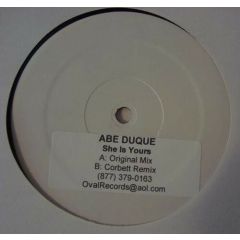 ABE DUQUE
She Is Yours
A: Original Mix
B: Corbett Remix
(877) 379-0163
OvalRecords@aol.com